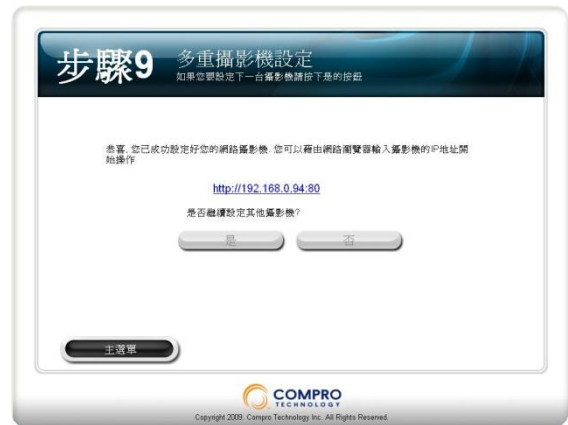 步驟9
多重攝影機設定
如果您要設定下一台攝影機請按下是的按鈕
恭喜, 您已成功設定好您的網路攝影機. 您可以藉由網路瀏覽器輸入攝影機的IP地址開
始操作
http://192.168.0.94:80
是否繼續設定其他攝影機?
是
否
主選單
COMPRO
TECHNOLOGY
Copyright 2009. Compro Technology Inc. All Rights Reserved.